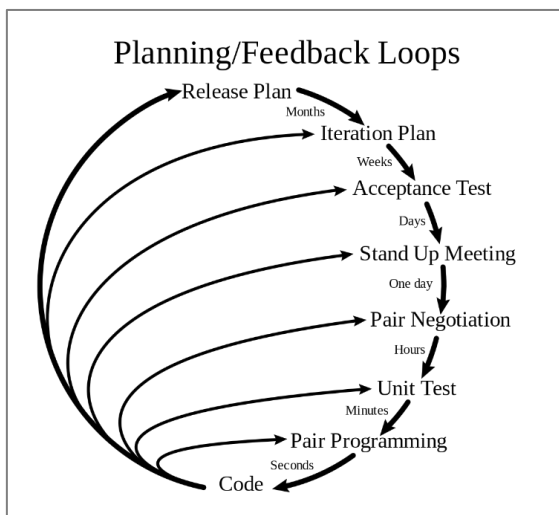 Planning/Feedback Loops
Release Plan
Months
Iteration Plan
Weeks
Acceptance Test
Days
Stand Up Meeting
One day
Pair Negotiation
Hours
Unit Test
Minutes
Pair Programming
Seconds
Code